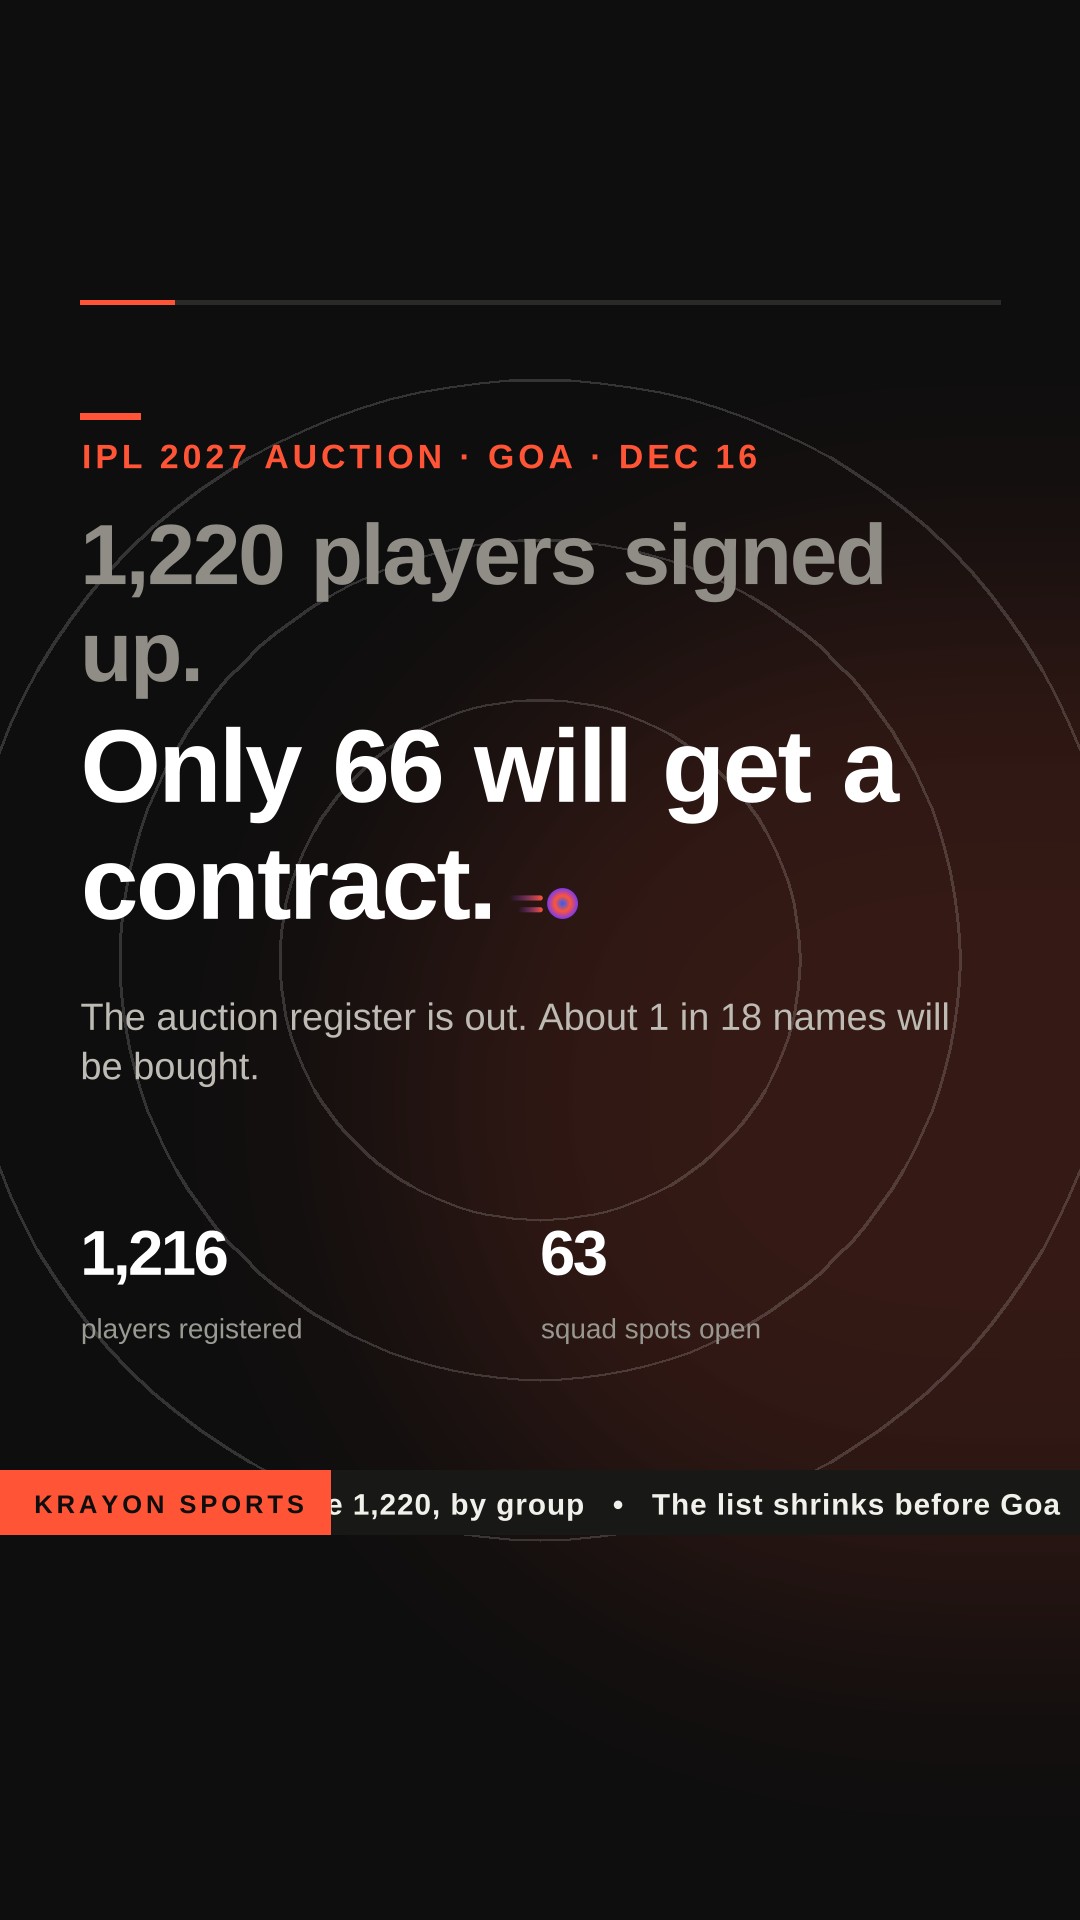 IPL 2027 AUCTION · GOA · DEC 16
1,220 players signed
up.
Only 66 will get a
contract.
The auction register is out. About 1 in 18 names will
be bought.
1,216
63
players registered
squad spots open
KRAYON SPORTS e 1,220, by group • The list shrinks before Goa